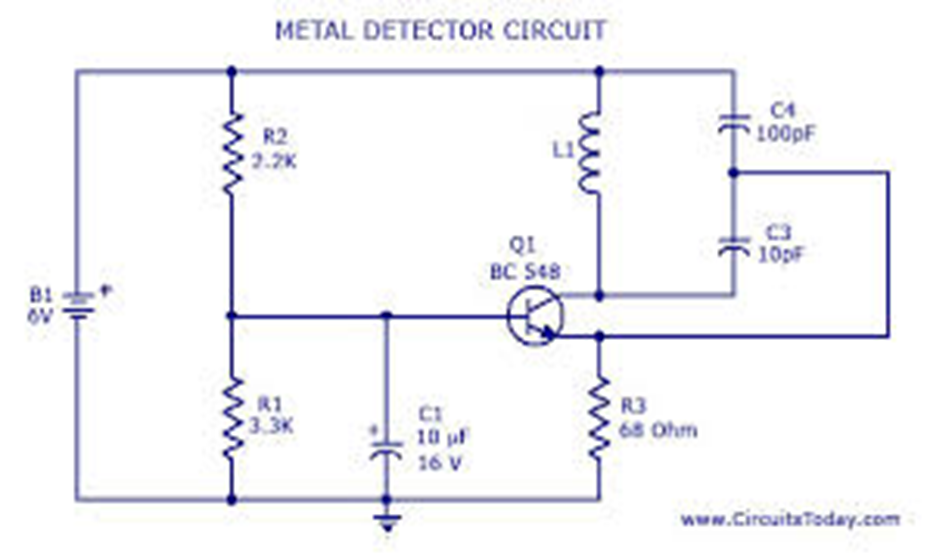 METAL DETECTOR CIRCUIT
C4
100pF
R2
2.2K
L1
C3
10pF
Q1
BC 548
B1
6V
+
R1
3.3K
C1
+
10 µF
16 V
R3
68 Ohm
www.CircuitsToday.com